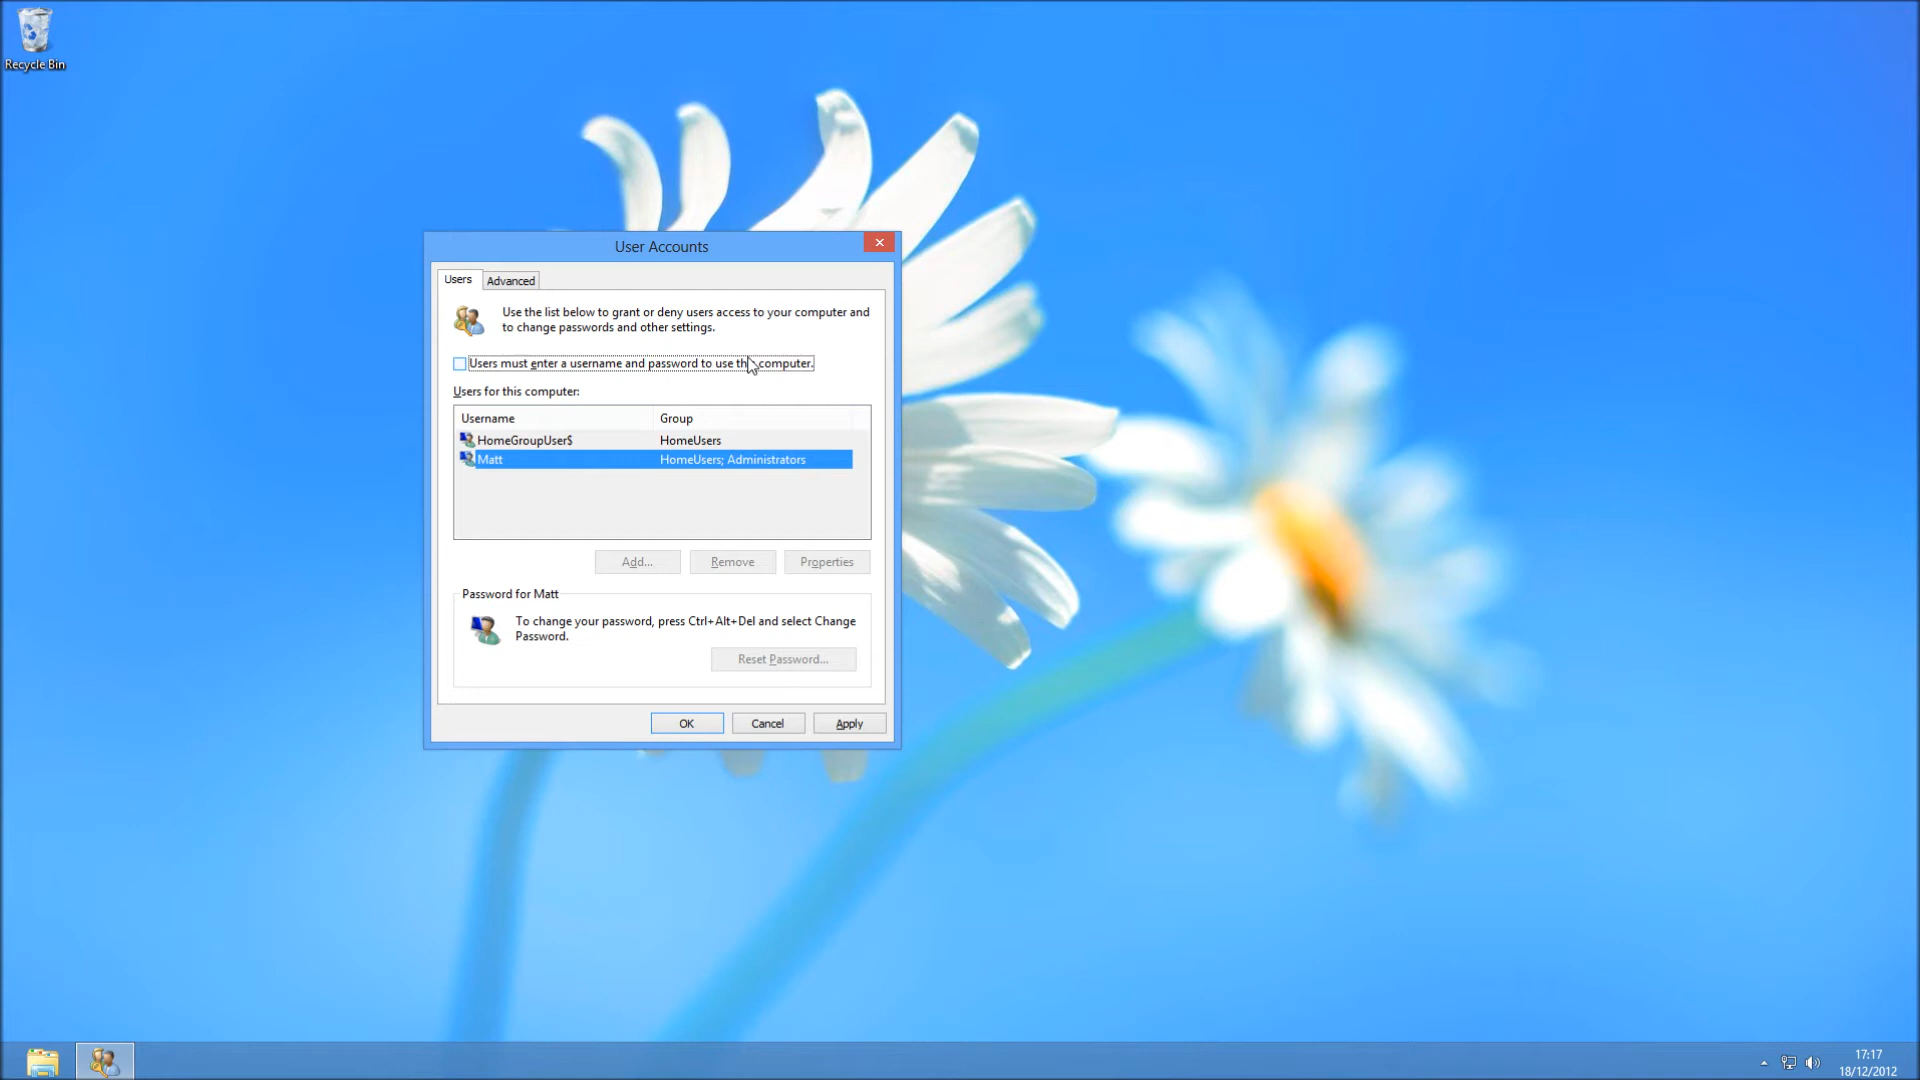 Recycle Bin
User Accounts
Users
Advanced
Use the list below to grant or deny users access to your computer and
to change passwords and other settings.
Users must enter a username and password to use th computer.
Users for this computer:
Username Group
HomeGroupUser$ HomeUsers
Matt HomeUsers; Administrators
Add... Remove Properties
Password for Matt
To change your password, press Ctrl+Alt+Del and select Change
Password.
Reset Password...
OK Cancel Apply
17:17
18/12/2012